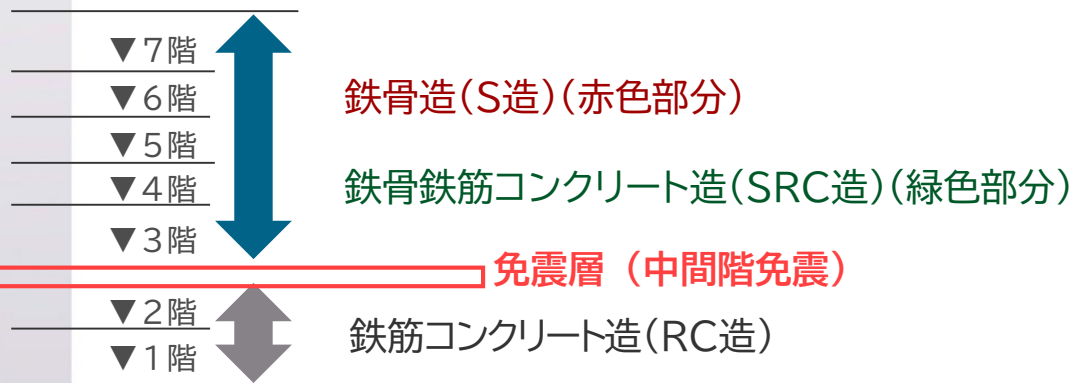 ▼7階
▼6階
鉄骨造(S造)(赤色部分)
▼5階
▼4階
鉄骨鉄筋コンクリート造(SRC造)(緑色部分)
▼3階
免震層（中間階免震）
▼2階
鉄筋コンクリート造(RC造)
▼1階